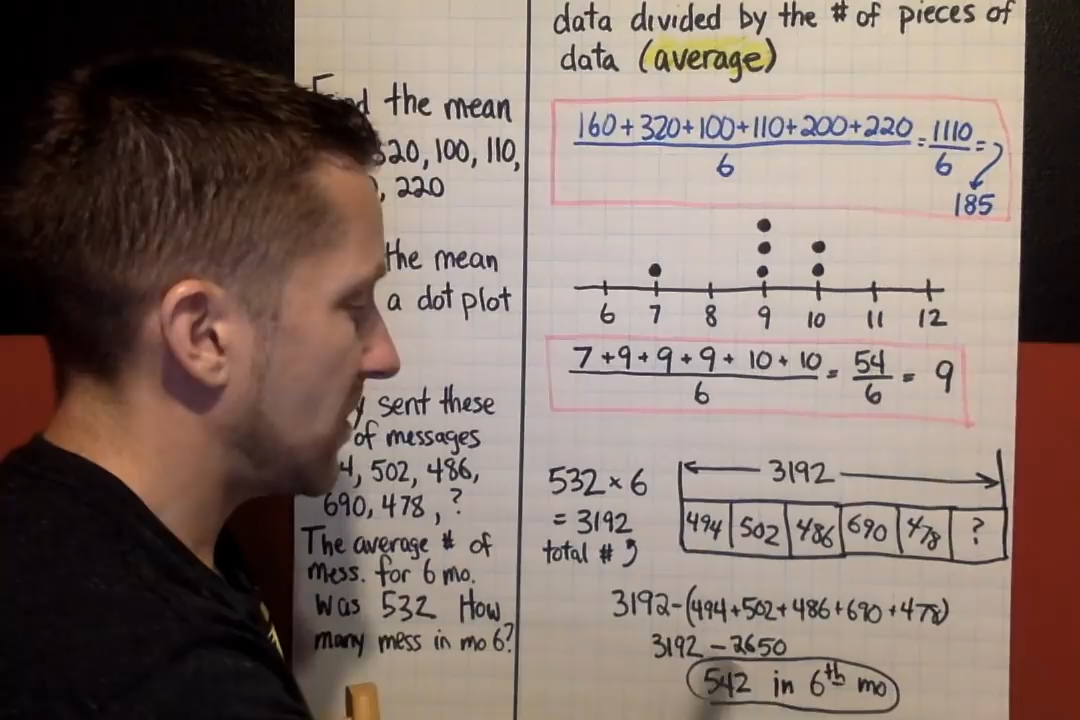 data divided by the # of pieces of
data (average)
the mean
320, 100, 110,
, 220
the mean
a dot plot
sent these
of messages
4, 502, 486,
690, 478, ?
The average # of
mess. for 6 mo.
was 532 How
many mess in mo 6?
160+320+100+110+200+220 = 1110 =
6 6
185
6 7 8 9 10 11 12
7+9+9+9+10+10 = 54 = 9
6 6
532 × 6
= 3192
total #
3192
494 502 486 690 478 ?
3192-(494+502+486+690+478)
3192 - 2650
542 in 6th mo